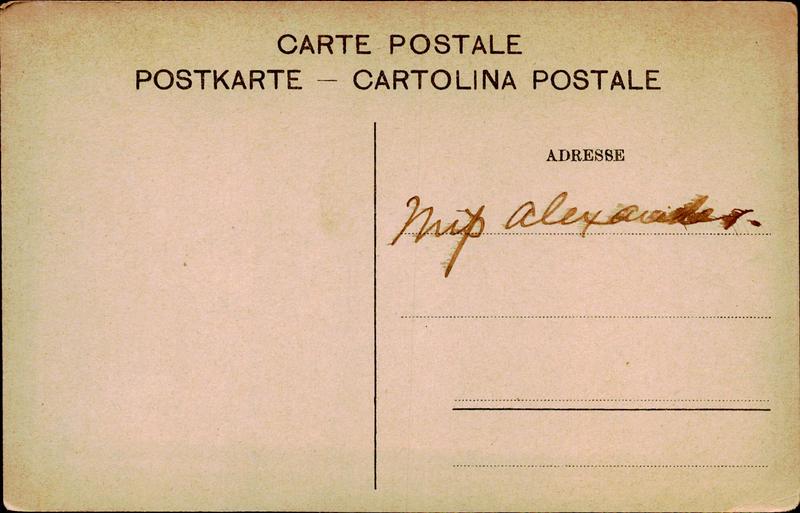 CARTE POSTALE
POSTKARTE — CARTOLINA POSTALE
ADRESSE
Miss Alexander.